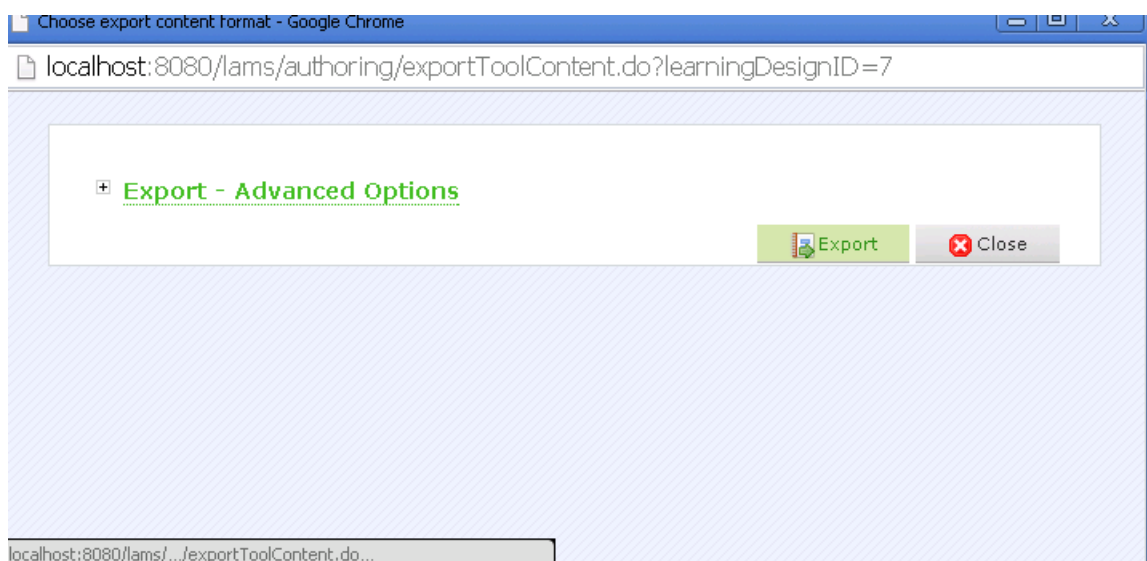 Choose export content format - Google Chrome
localhost:8080/lams/authoring/exportToolContent.do?learningDesignID=7
Export - Advanced Options
Export Close
localhost:8080/lams/.../exportToolContent.do...